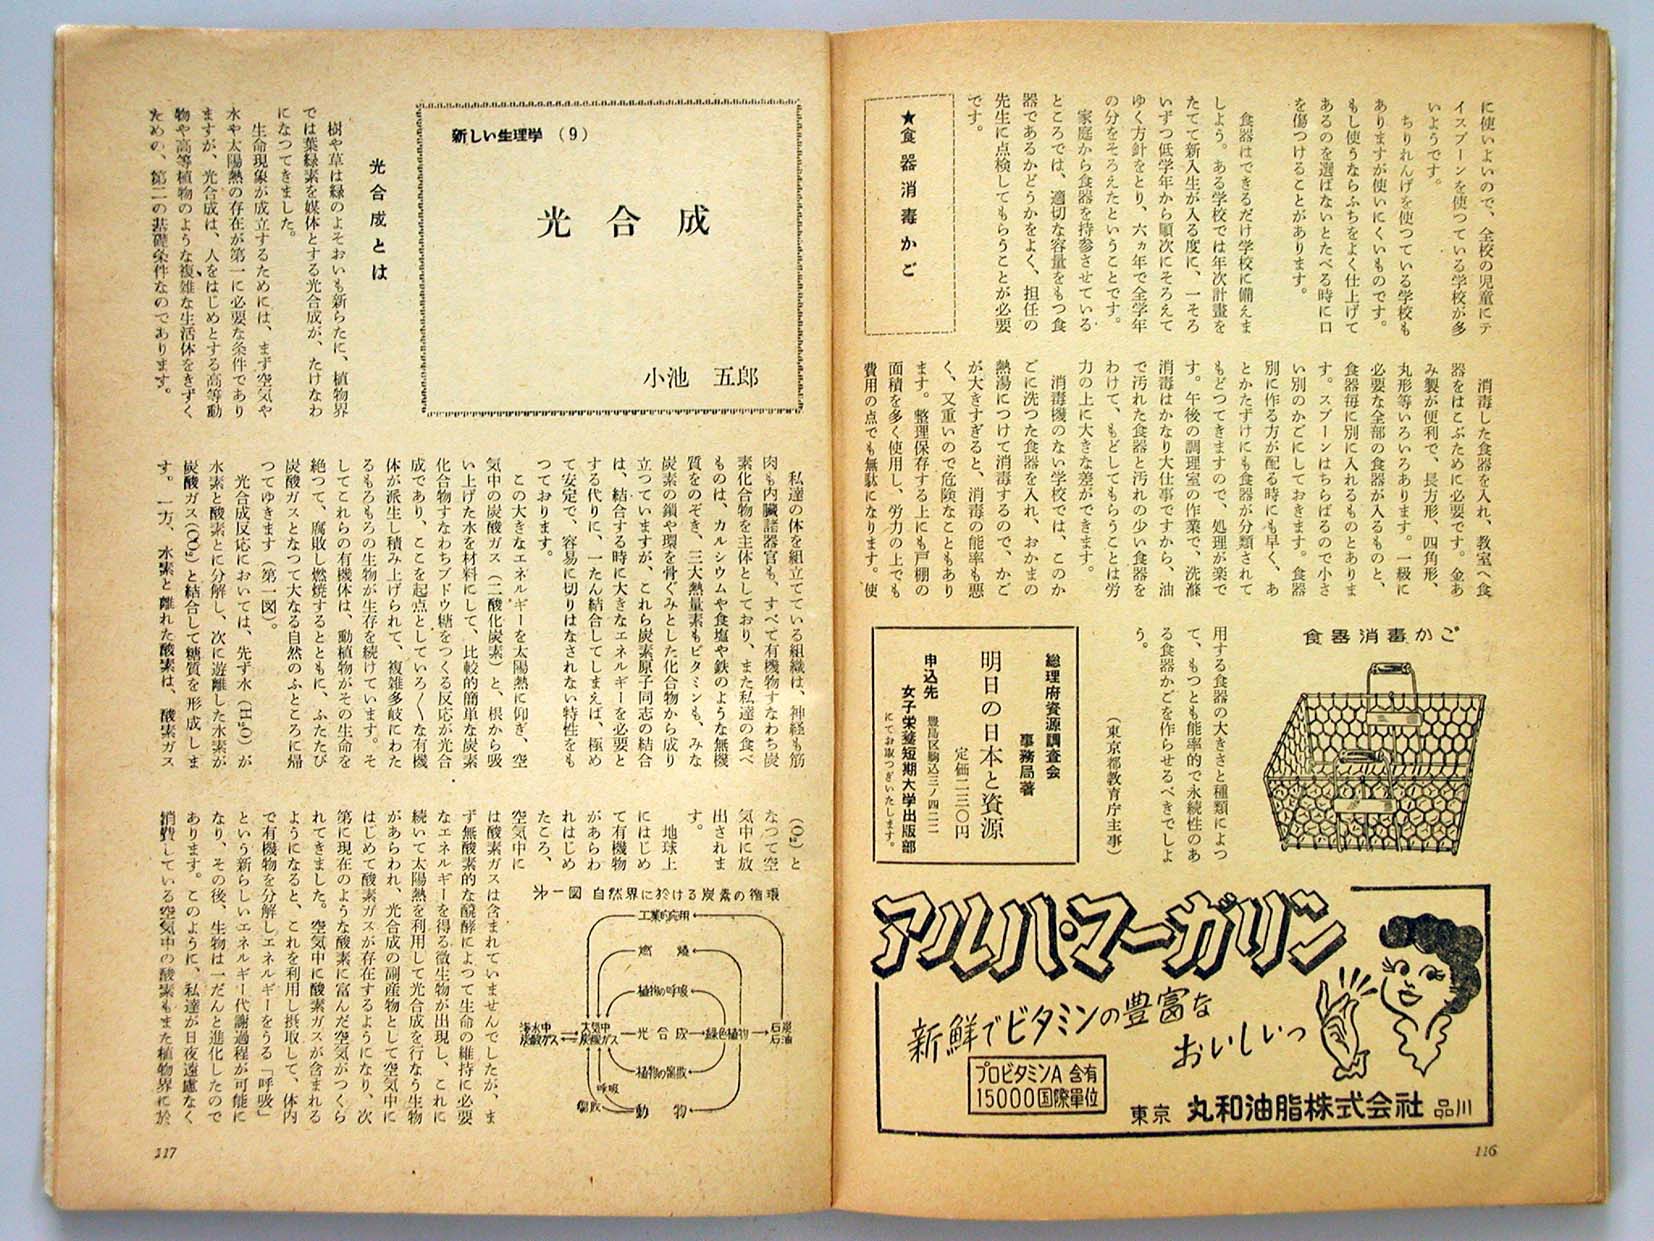 に使いよいので、全校の児童にテ
イスプーンを使つている学校が多
いようです。
ちりれんげを使つている学校も
ありますが使いにくいものです。
もし使うならふちをよく仕上げて
あるのを選ばないとたべる時に口
を傷つけることがあります。
食器はできるだけ学校に備えま
しよう。ある学校では年次計畫を
たてて新入生が入る度に、一そろ
いずつ低学年から順次にそろえて
ゆく方針をとり、六ヵ年で全学年
の分をそろえたということです。
家庭から食器を持参させている
ところでは、適切な容量をもつ食
器であるかどうかをよく、担任の
先生に点検してもらうことが必要
です。
★食器消毒かご
消毒した食器を入れ、教室へ食
器をはこぶために必要です。金あ
み製が便利で、長方形、四角形、
丸形等いろいろあります。一級に
必要な全部の食器が入るものと、
食器毎に別に入れるものとありま
す。スプーンはちらばるので小さ
い別のかごにしておきます。食器
別に作る方が配る時にも早く、あ
とかたずけにも食器が分類されて
もどつてきますので、処理が楽で
す。午後の調理室の作業で、洗滌
消毒はかなり大仕事ですから、油
で汚れた食器と汚れの少い食器を
わけて、もどしてもらうことは労
力の上に大きな差ができます。
消毒機のない学校では、このか
ごに洗つた食器を入れ、おかまの
熱湯につけて消毒するので、かご
が大きすぎると、消毒の能率も悪
く、又重いので危険なこともあり
ます。整理保存する上にも戸棚の
面積を多く使用し、労力の上でも
費用の点でも無駄になります。使
食器消毒かご
用する食器の大きさと種類によつ
て、もつとも能率的で永続性のあ
る食器かごを作らせるべきでしよ
う。
（東京都教育庁主事）
総理府資源調査会
事務局著
明日の日本と資源
定価二三〇円
申込先
豊島区駒込三ノ四二二
女子栄養短期大学出版部
にてお取つぎいたします。
アルハ・マーガリン
新鮮でビタミンの豊富な
おいしいっ
プロビタミンA含有
15000国際單位
東京 丸和油脂株式会社 品川
116
新しい生理学（9）
光合成
小池 五郎
光合成とは
樹や草は緑のよそおいも新らたに、植物界
では葉緑素を媒体とする光合成が、たけなわ
になつてきました。
生命現象が成立するためには、まず空気や
水や太陽熱の存在が第一に必要な条件であり
ますが、光合成は、人をはじめとする高等動
物や高等植物のような複雑な生活体をきずく
ための、第二の基礎条件なのであります。
私達の体を組立てている組織は、神経も筋
肉も内臓諸器官も、すべて有機物すなわち炭
素化合物を主体としており、また私達の食べ
ものは、カルシウムや食塩や鉄のような無機
質をのぞき、三大熱量素もビタミンも、みな
炭素の鎖や環を骨ぐみとした化合物から成り
立つていますが、これら炭素原子同志の結合
は、結合する時に大きなエネルギーを必要と
する代りに、一たん結合してしまえば、極め
て安定で、容易に切りはなされない特性をも
つております。
この大きなエネルギーを太陽熱に仰ぎ、空
気中の炭酸ガス（二酸化炭素）と、根から吸
い上げた水を材料にして、比較的簡単な炭素
化合物すなわちブドウ糖をつくる反応が光合
成であり、ここを起点としていろ〱な有機
体が派生し積み上げられて、複雑多岐にわた
るもろもろの生物が生存を続けています。そ
してこれらの有機体は、動植物がその生命を
絶つて、腐敗し燃焼するとともに、ふたたび
炭酸ガスとなつて大なる自然のふところに帰
つてゆきます（第一図）。
光合成反応においては、先ず水（H₂O）が
水素と酸素とに分解し、次に遊離した水素が
炭酸ガス（CO₂）と結合して糖質を形成しま
す。一方、水素と離れた酸素は、酸素ガス
（O₂）と
なつて空
気中に放
出されま
す。
地球上
にはじめ
て有機物
があらわ
れはじめ
たころ、
空気中に
は酸素ガスは含まれていませんでしたが、ま
ず無酸素的な醗酵によつて生命の維持に必要
なエネルギーを得る微生物が出現し、これに
続いて太陽熱を利用して光合成を行なう生物
があらわれ、光合成の副産物として空気中に
はじめて酸素ガスが存在するようになり、次
第に現在のような酸素に富んだ空気がつくら
れてきました。空気中に酸素ガスが含まれる
ようになると、これを利用し摂取して、体内
で有機物を分解しエネルギーをうる「呼吸」
という新らしいエネルギー代謝過程が可能に
なり、その後、生物は一だんと進化したので
あります。このように、私達が日夜遠慮なく
消費している空気中の酸素もまた植物界に於
第一図 自然界に於ける炭素の循環
工業的応用
燃焼
植物の呼吸
海水中
炭酸ガス
大気中
炭酸ガス
光合成
緑色植物
石炭
石油
植物の腐敗
呼吸
腐敗
動物
117